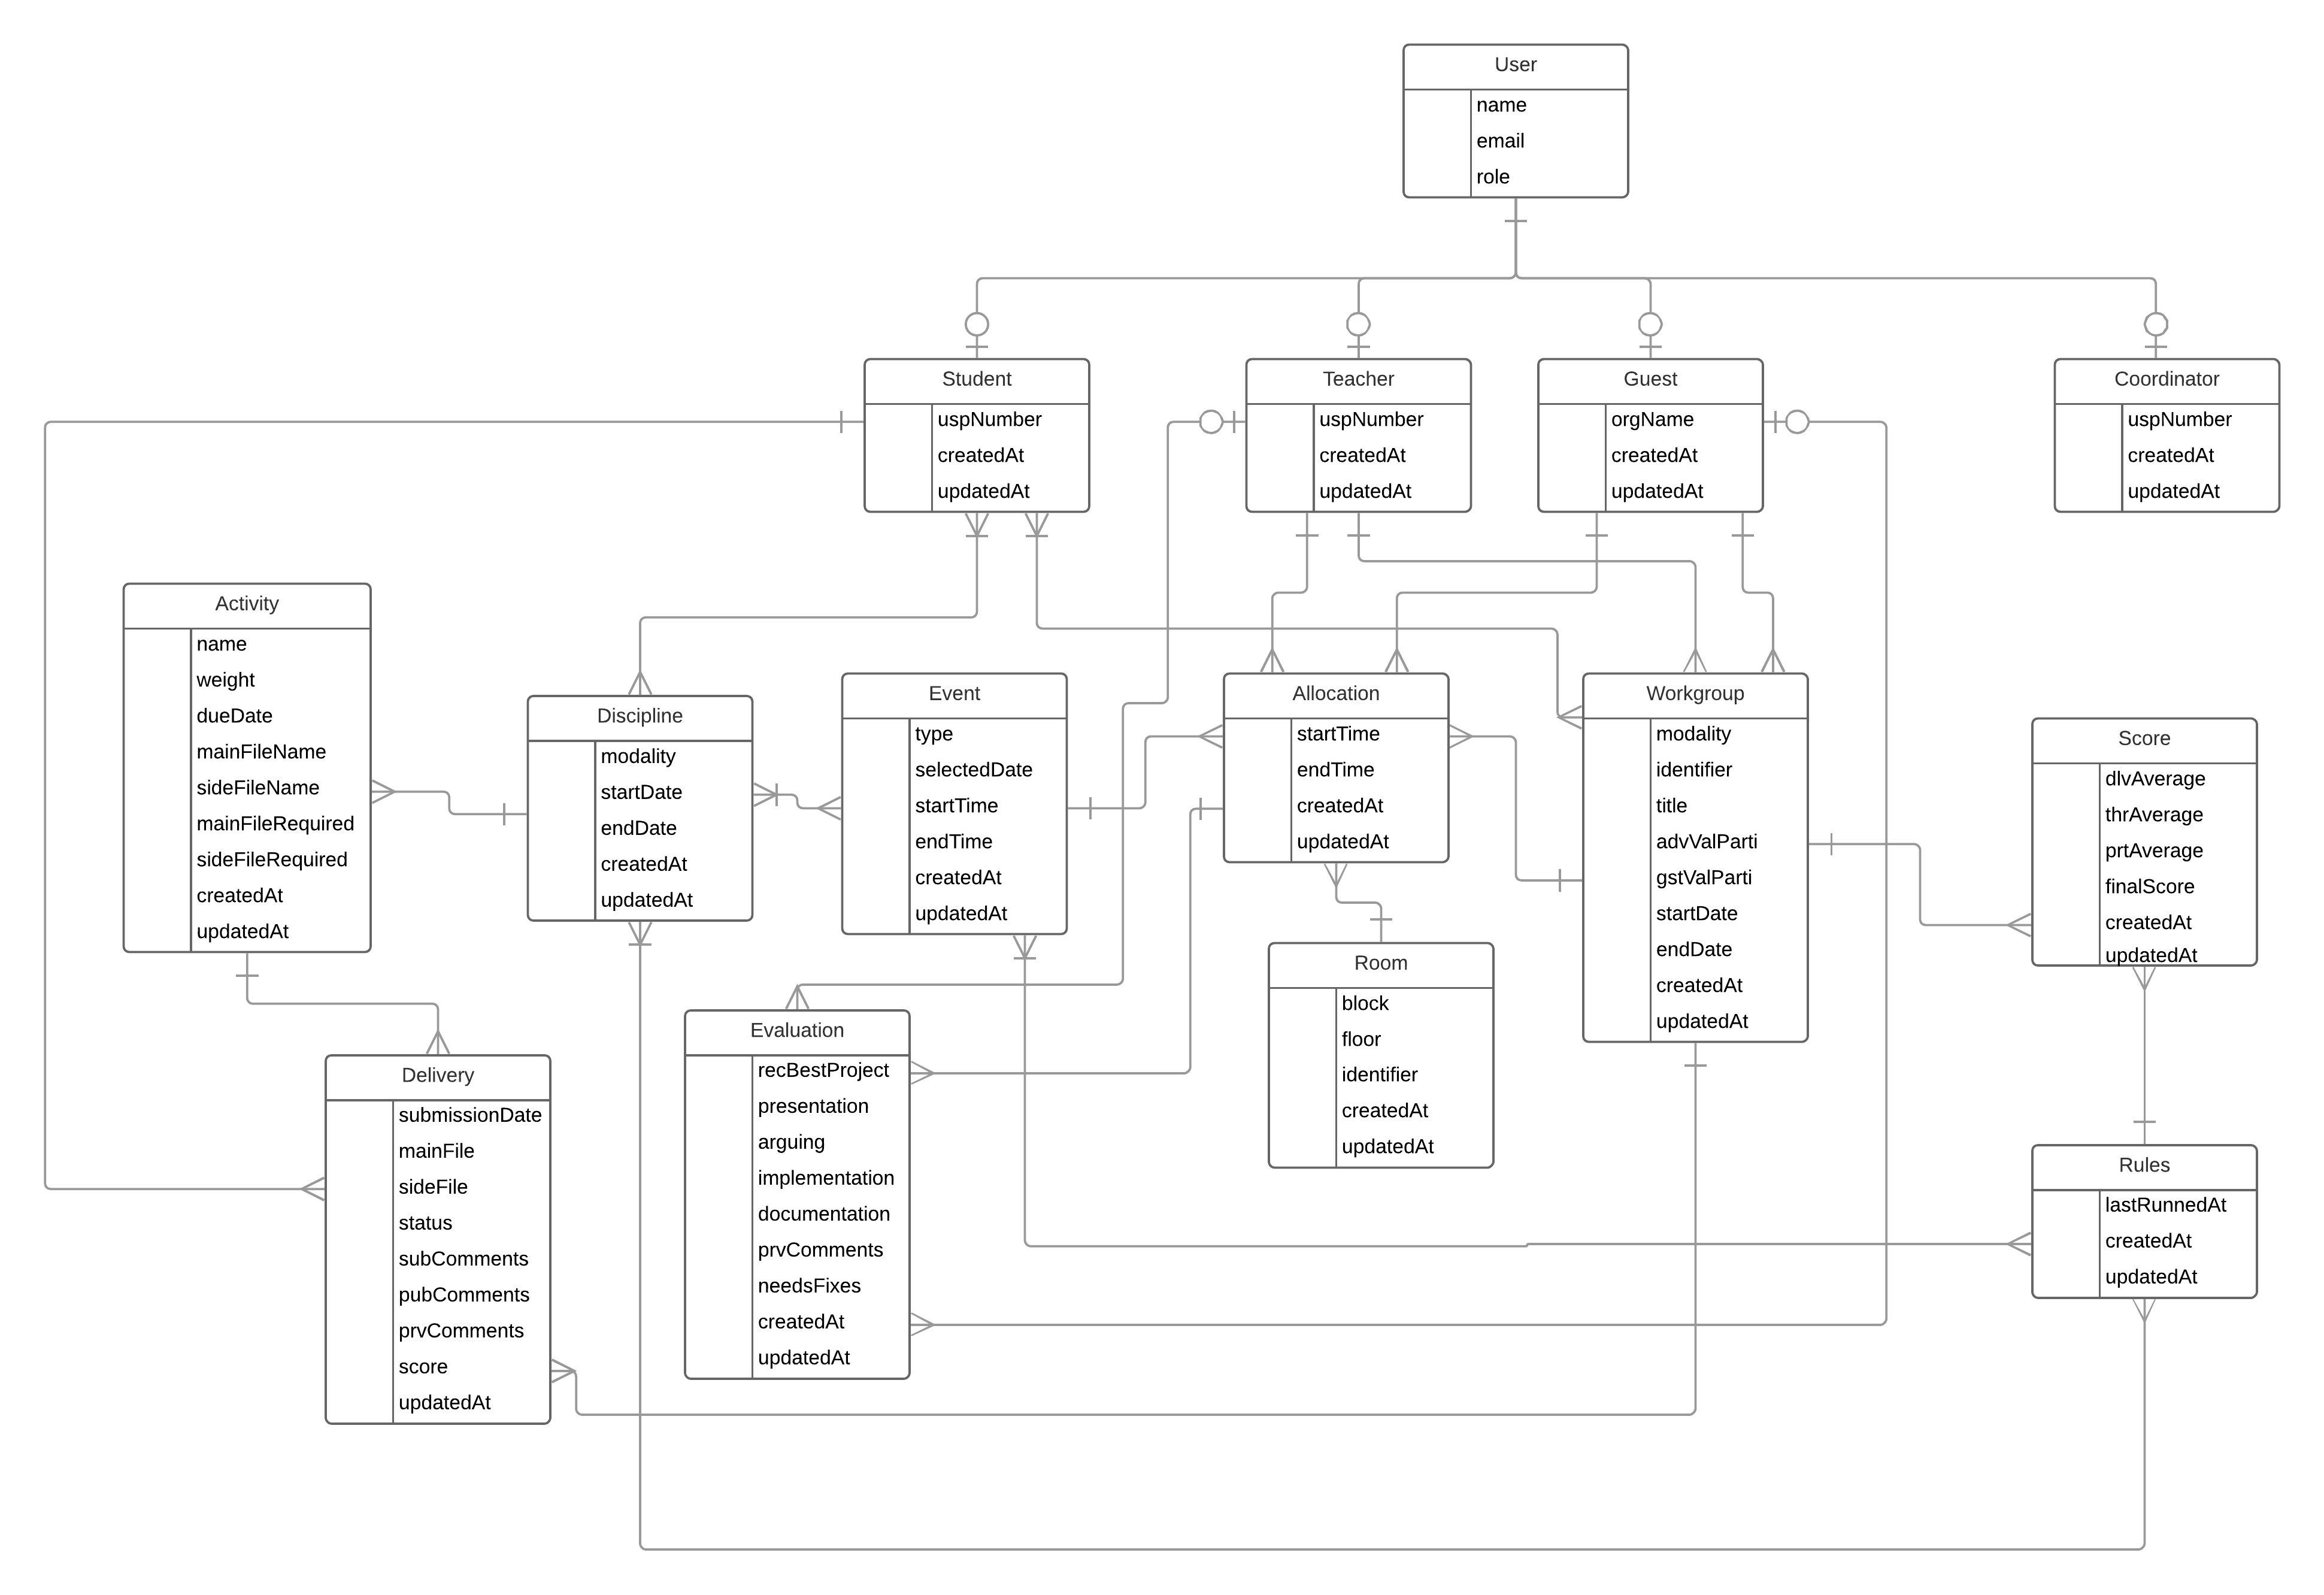 User
name
email
role
Student
uspNumber
createdAt
updatedAt
Teacher
uspNumber
createdAt
updatedAt
Guest
orgName
createdAt
updatedAt
Coordinator
uspNumber
createdAt
updatedAt
Activity
name
weight
dueDate
mainFileName
sideFileName
mainFileRequired
sideFileRequired
createdAt
updatedAt
Discipline
modality
startDate
endDate
createdAt
updatedAt
Event
type
selectedDate
startTime
endTime
createdAt
updatedAt
Allocation
startTime
endTime
createdAt
updatedAt
Workgroup
modality
identifier
title
advValParti
gstValParti
startDate
endDate
createdAt
updatedAt
Score
dlvAverage
thrAverage
prtAverage
finalScore
createdAt
updatedAt
Room
block
floor
identifier
createdAt
updatedAt
Evaluation
recBestProject
presentation
arguing
implementation
documentation
prvComments
needsFixes
createdAt
updatedAt
Delivery
submissionDate
mainFile
sideFile
status
subComments
pubComments
prvComments
score
updatedAt
Rules
lastRunnedAt
createdAt
updatedAt